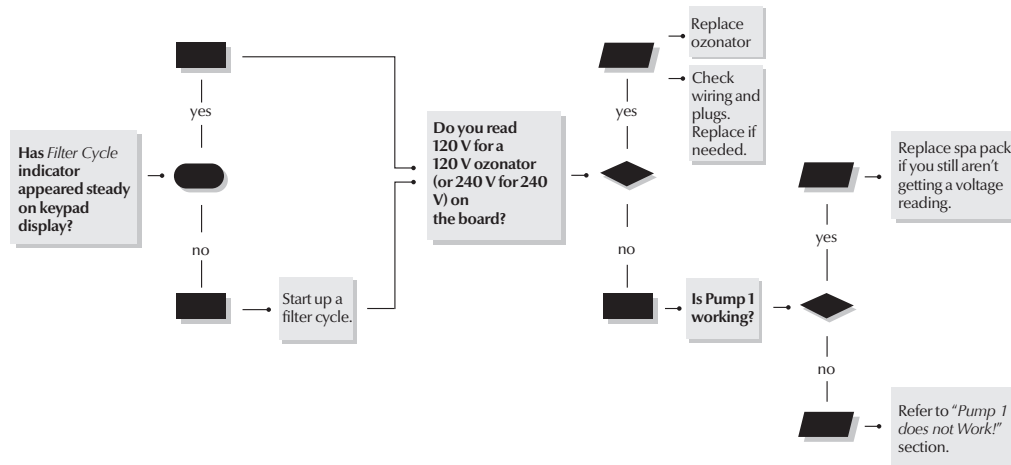 Has Filter Cycle
indicator
appeared steady
on keypad
display?
yes
no
Start up a
filter cycle.
Do you read
120 V for a
120 V ozonator
(or 240 V for 240
V) on
the board?
yes
Replace
ozonator
Check
wiring and
plugs.
Replace if
needed.
no
Is Pump 1
working?
yes
Replace spa pack
if you still aren't
getting a voltage
reading.
no
Refer to “Pump 1
does not Work!”
section.